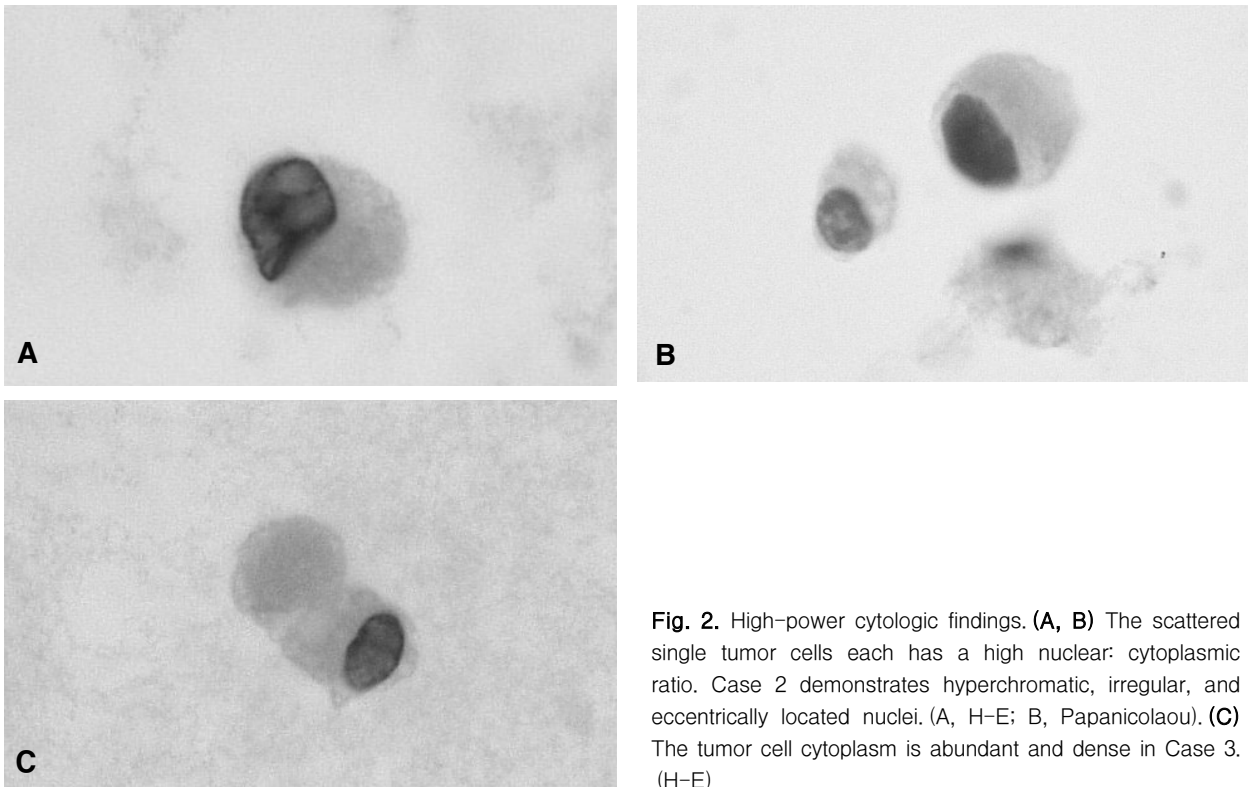 A
B
C
Fig. 2. High-power cytologic findings. (A, B) The scattered
single tumor cells each has a high nuclear: cytoplasmic
ratio. Case 2 demonstrates hyperchromatic, irregular, and
eccentrically located nuclei. (A, H-E; B, Papanicolaou). (C)
The tumor cell cytoplasm is abundant and dense in Case 3.
(H-E)